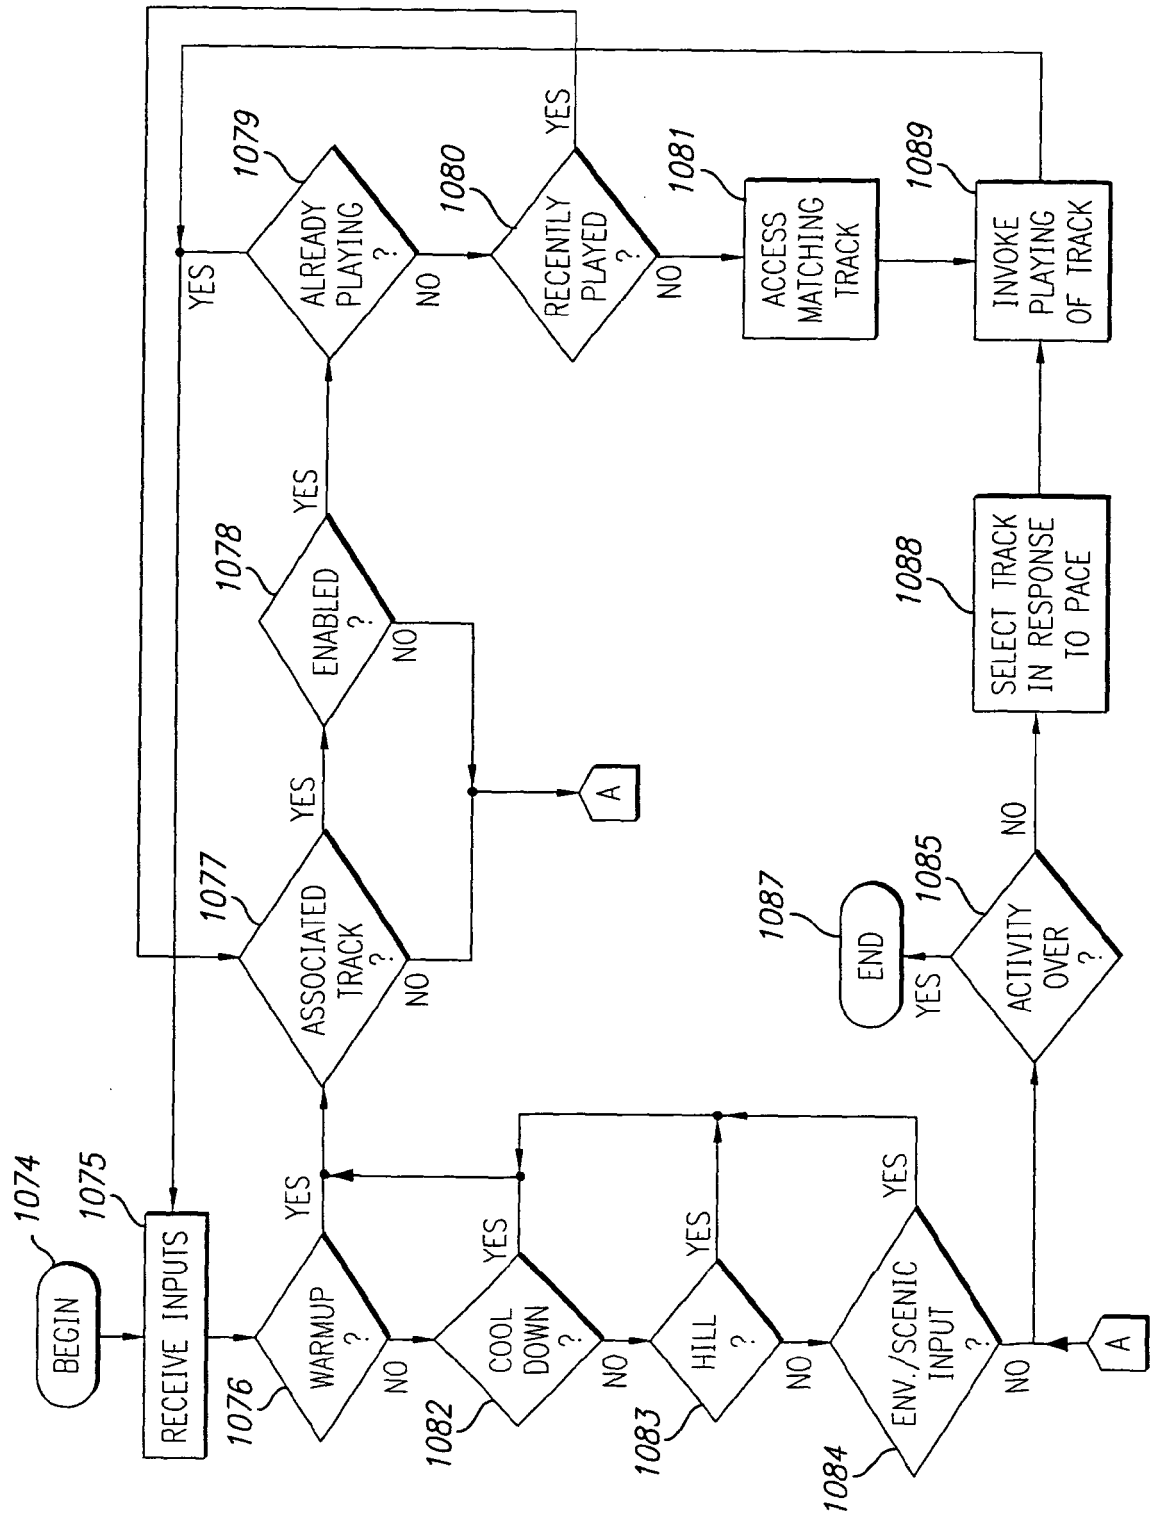 1074
BEGIN
1075
RECEIVE INPUTS
1076
WARMUP
?
YES
NO
1077
ASSOCIATED
TRACK
?
YES
NO
1078
ENABLED
?
YES
NO
1079
ALREADY
PLAYING
?
YES
NO
1080
RECENTLY
PLAYED
?
YES
NO
1081
ACCESS
MATCHING
TRACK
A
1082
COOL
DOWN
?
YES
NO
1083
HILL
?
YES
NO
1084
ENV./SCENIC
INPUT
?
YES
NO
A
1085
ACTIVITY
OVER
?
YES
NO
1087
END
1088
SELECT TRACK
IN RESPONSE
TO PACE
1089
INVOKE
PLAYING
OF TRACK